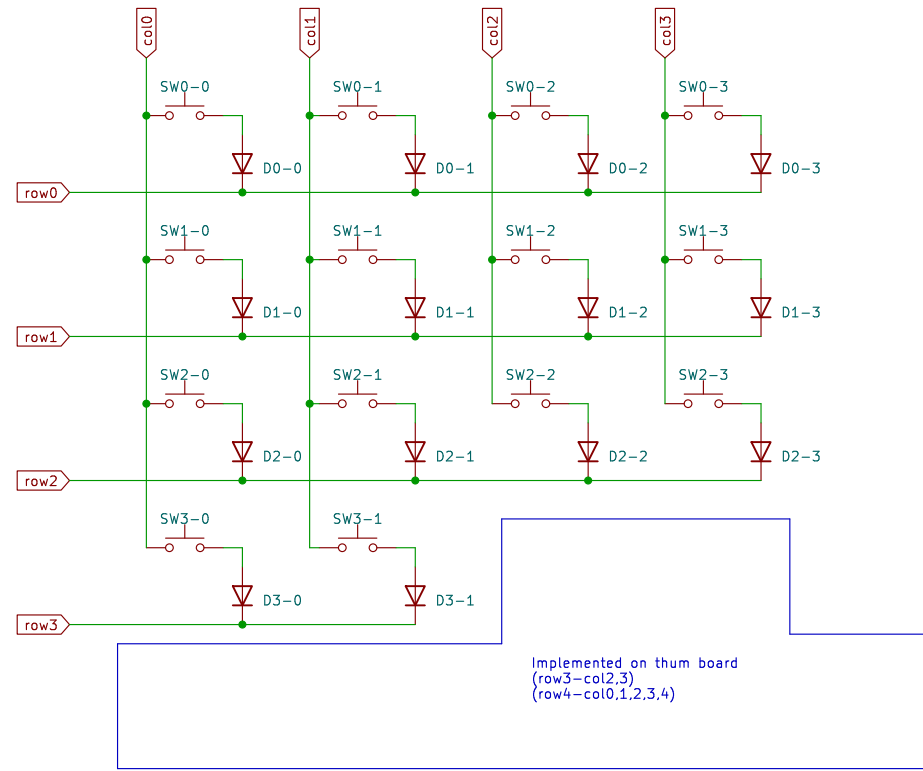 col0 col1 col2 col3
SW0-0 SW0-1 SW0-2 SW0-3
D0-0 D0-1 D0-2 D0-3
row0
SW1-0 SW1-1 SW1-2 SW1-3
D1-0 D1-1 D1-2 D1-3
row1
SW2-0 SW2-1 SW2-2 SW2-3
D2-0 D2-1 D2-2 D2-3
row2
SW3-0 SW3-1
D3-0 D3-1
row3
Implemented on thum board
(row3-col2,3)
(row4-col0,1,2,3,4)